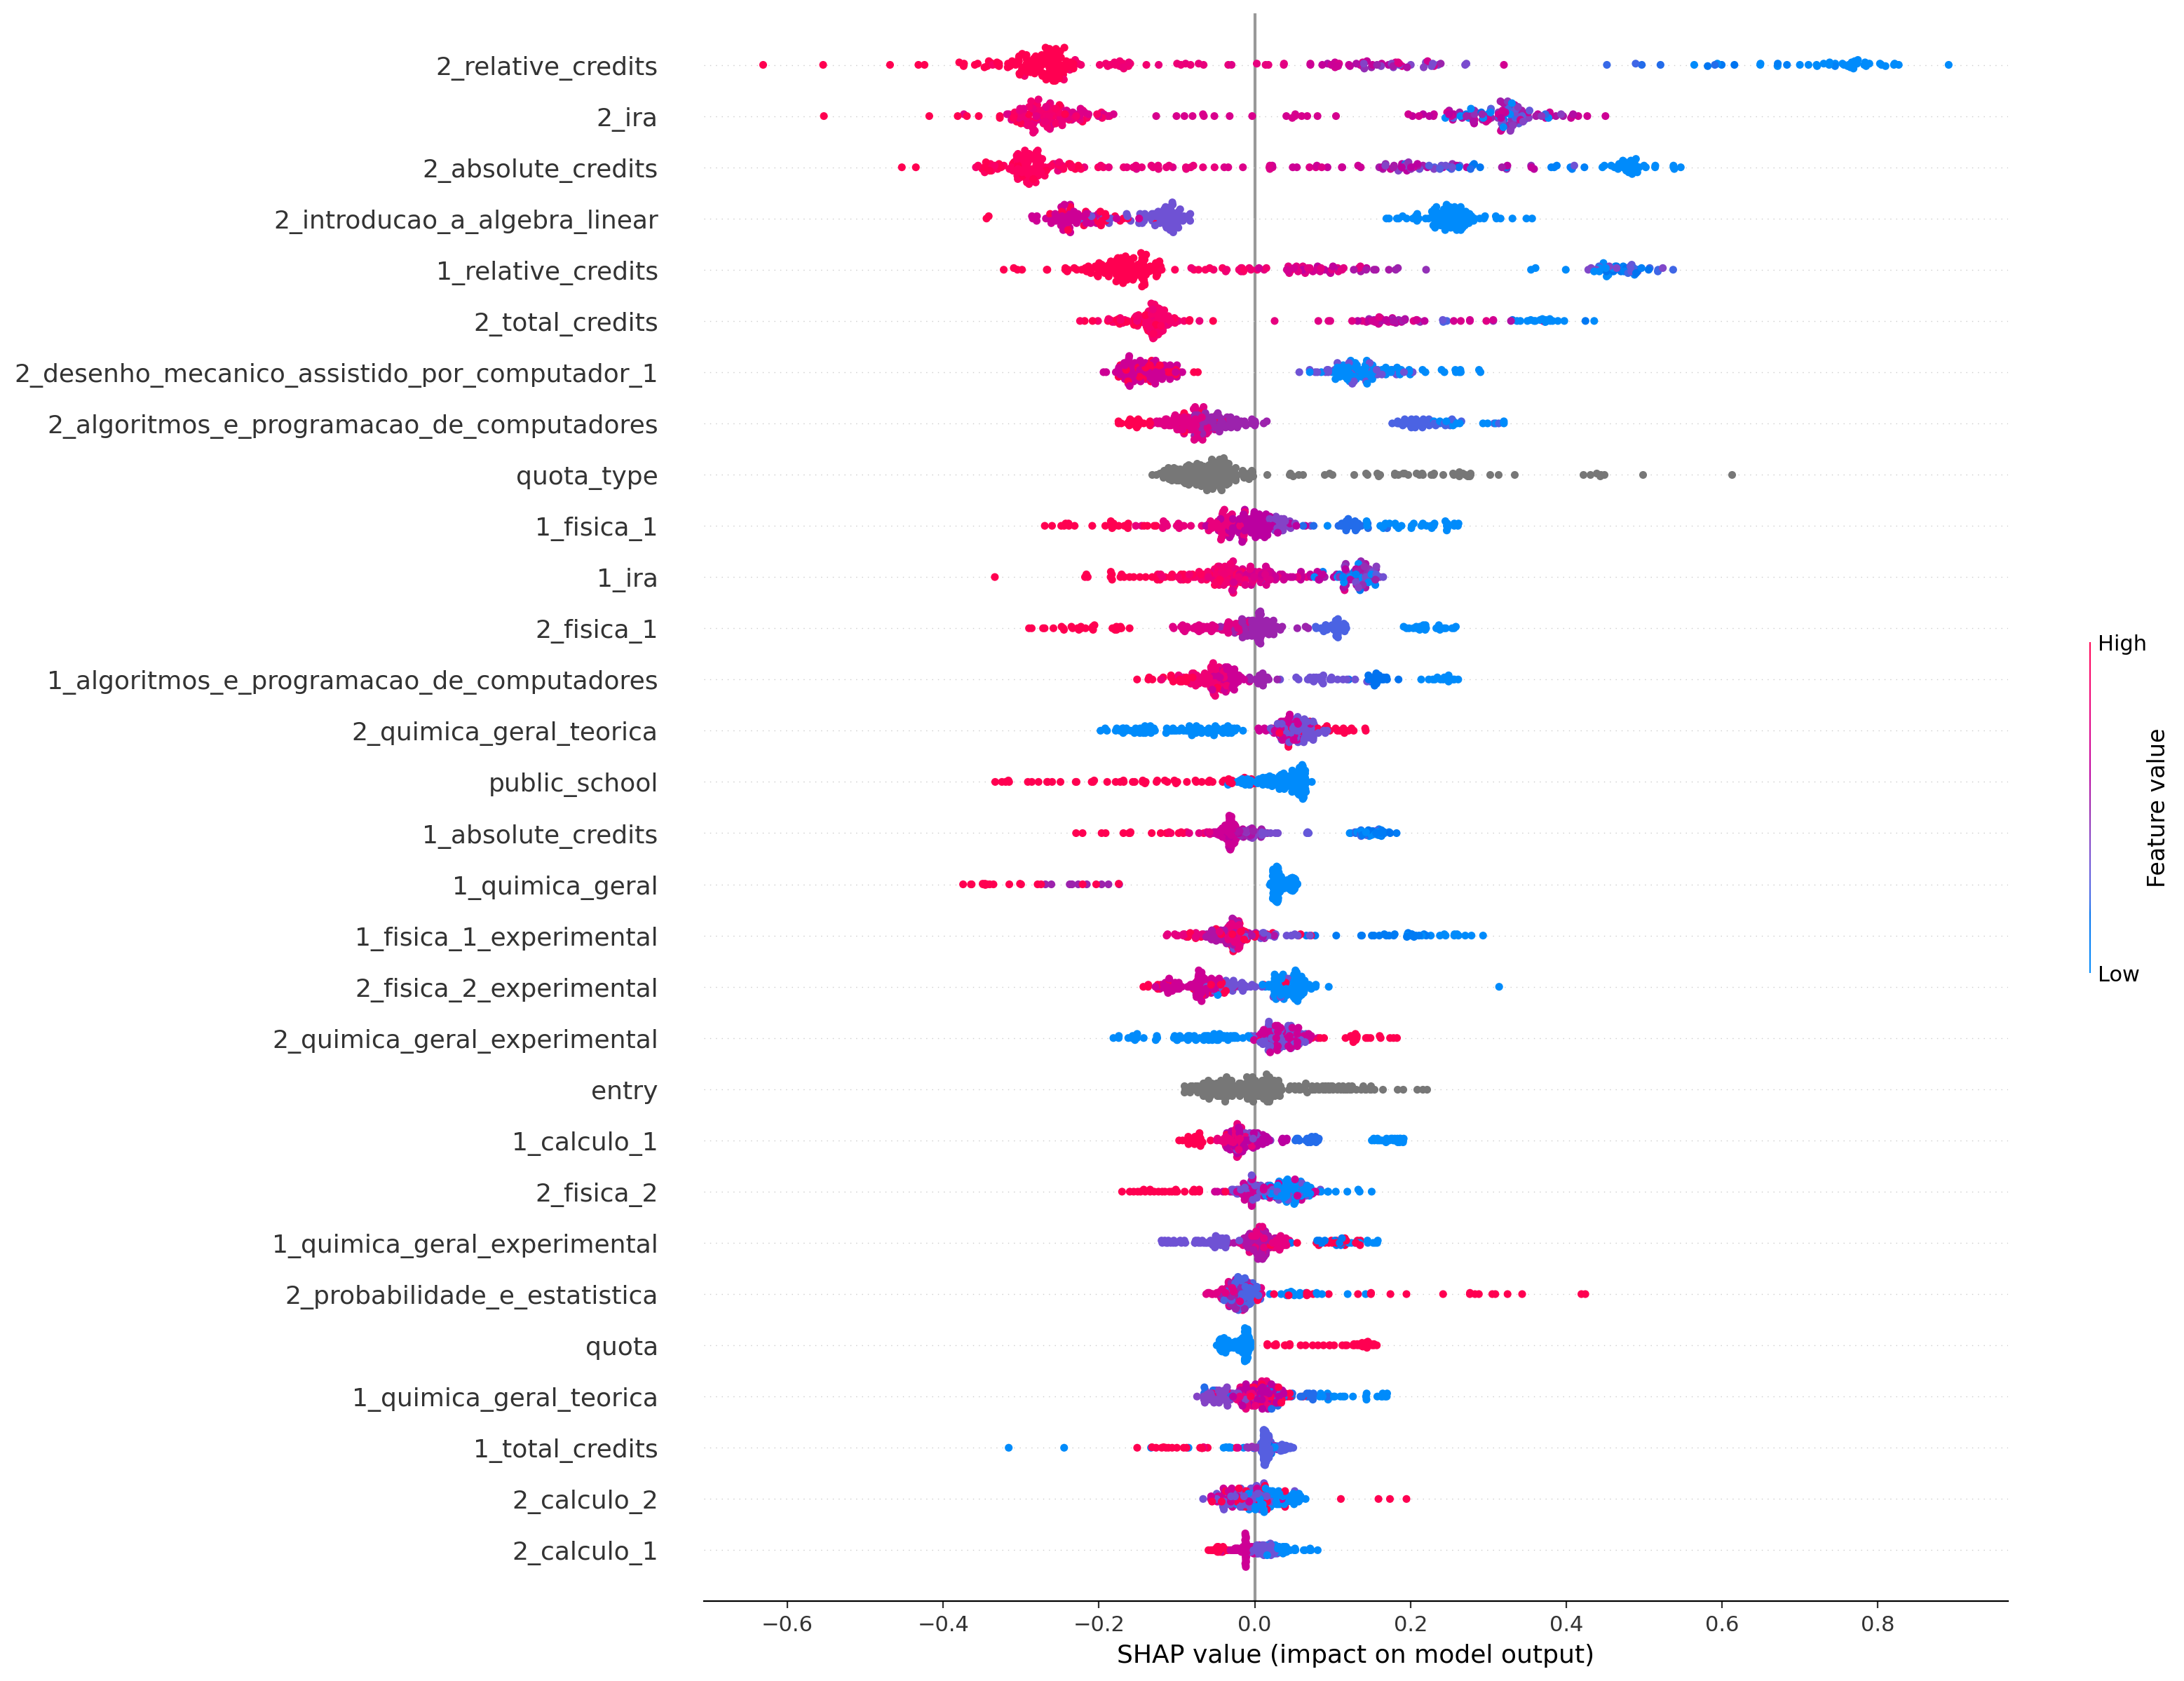 2_relative_credits
2_ira
2_absolute_credits
2_introducao_a_algebra_linear
1_relative_credits
2_total_credits
2_desenho_mecanico_assistido_por_computador_1
2_algoritmos_e_programacao_de_computadores
quota_type
1_fisica_1
1_ira
2_fisica_1
1_algoritmos_e_programacao_de_computadores
2_quimica_geral_teorica
public_school
1_absolute_credits
1_quimica_geral
1_fisica_1_experimental
2_fisica_2_experimental
2_quimica_geral_experimental
entry
1_calculo_1
2_fisica_2
1_quimica_geral_experimental
2_probabilidade_e_estatistica
quota
1_quimica_geral_teorica
1_total_credits
2_calculo_2
2_calculo_1
−0.6 −0.4 −0.2 0.0 0.2 0.4 0.6 0.8
SHAP value (impact on model output)
High
Low
Feature value